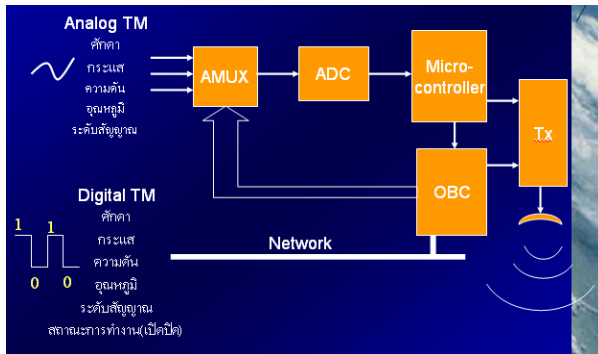 Analog TM
ศักดา
กระแส
ความดัน
อุณหภูมิ
ระดับสัญญาณ
AMUX
ADC
Micro-
controller
Tx
OBC
Digital TM
ศักดา
กระแส
ความดัน
อุณหภูมิ
ระดับสัญญาณ
สถาณะการทำงาน(เปิดปิด)
1 1
0 0
Network